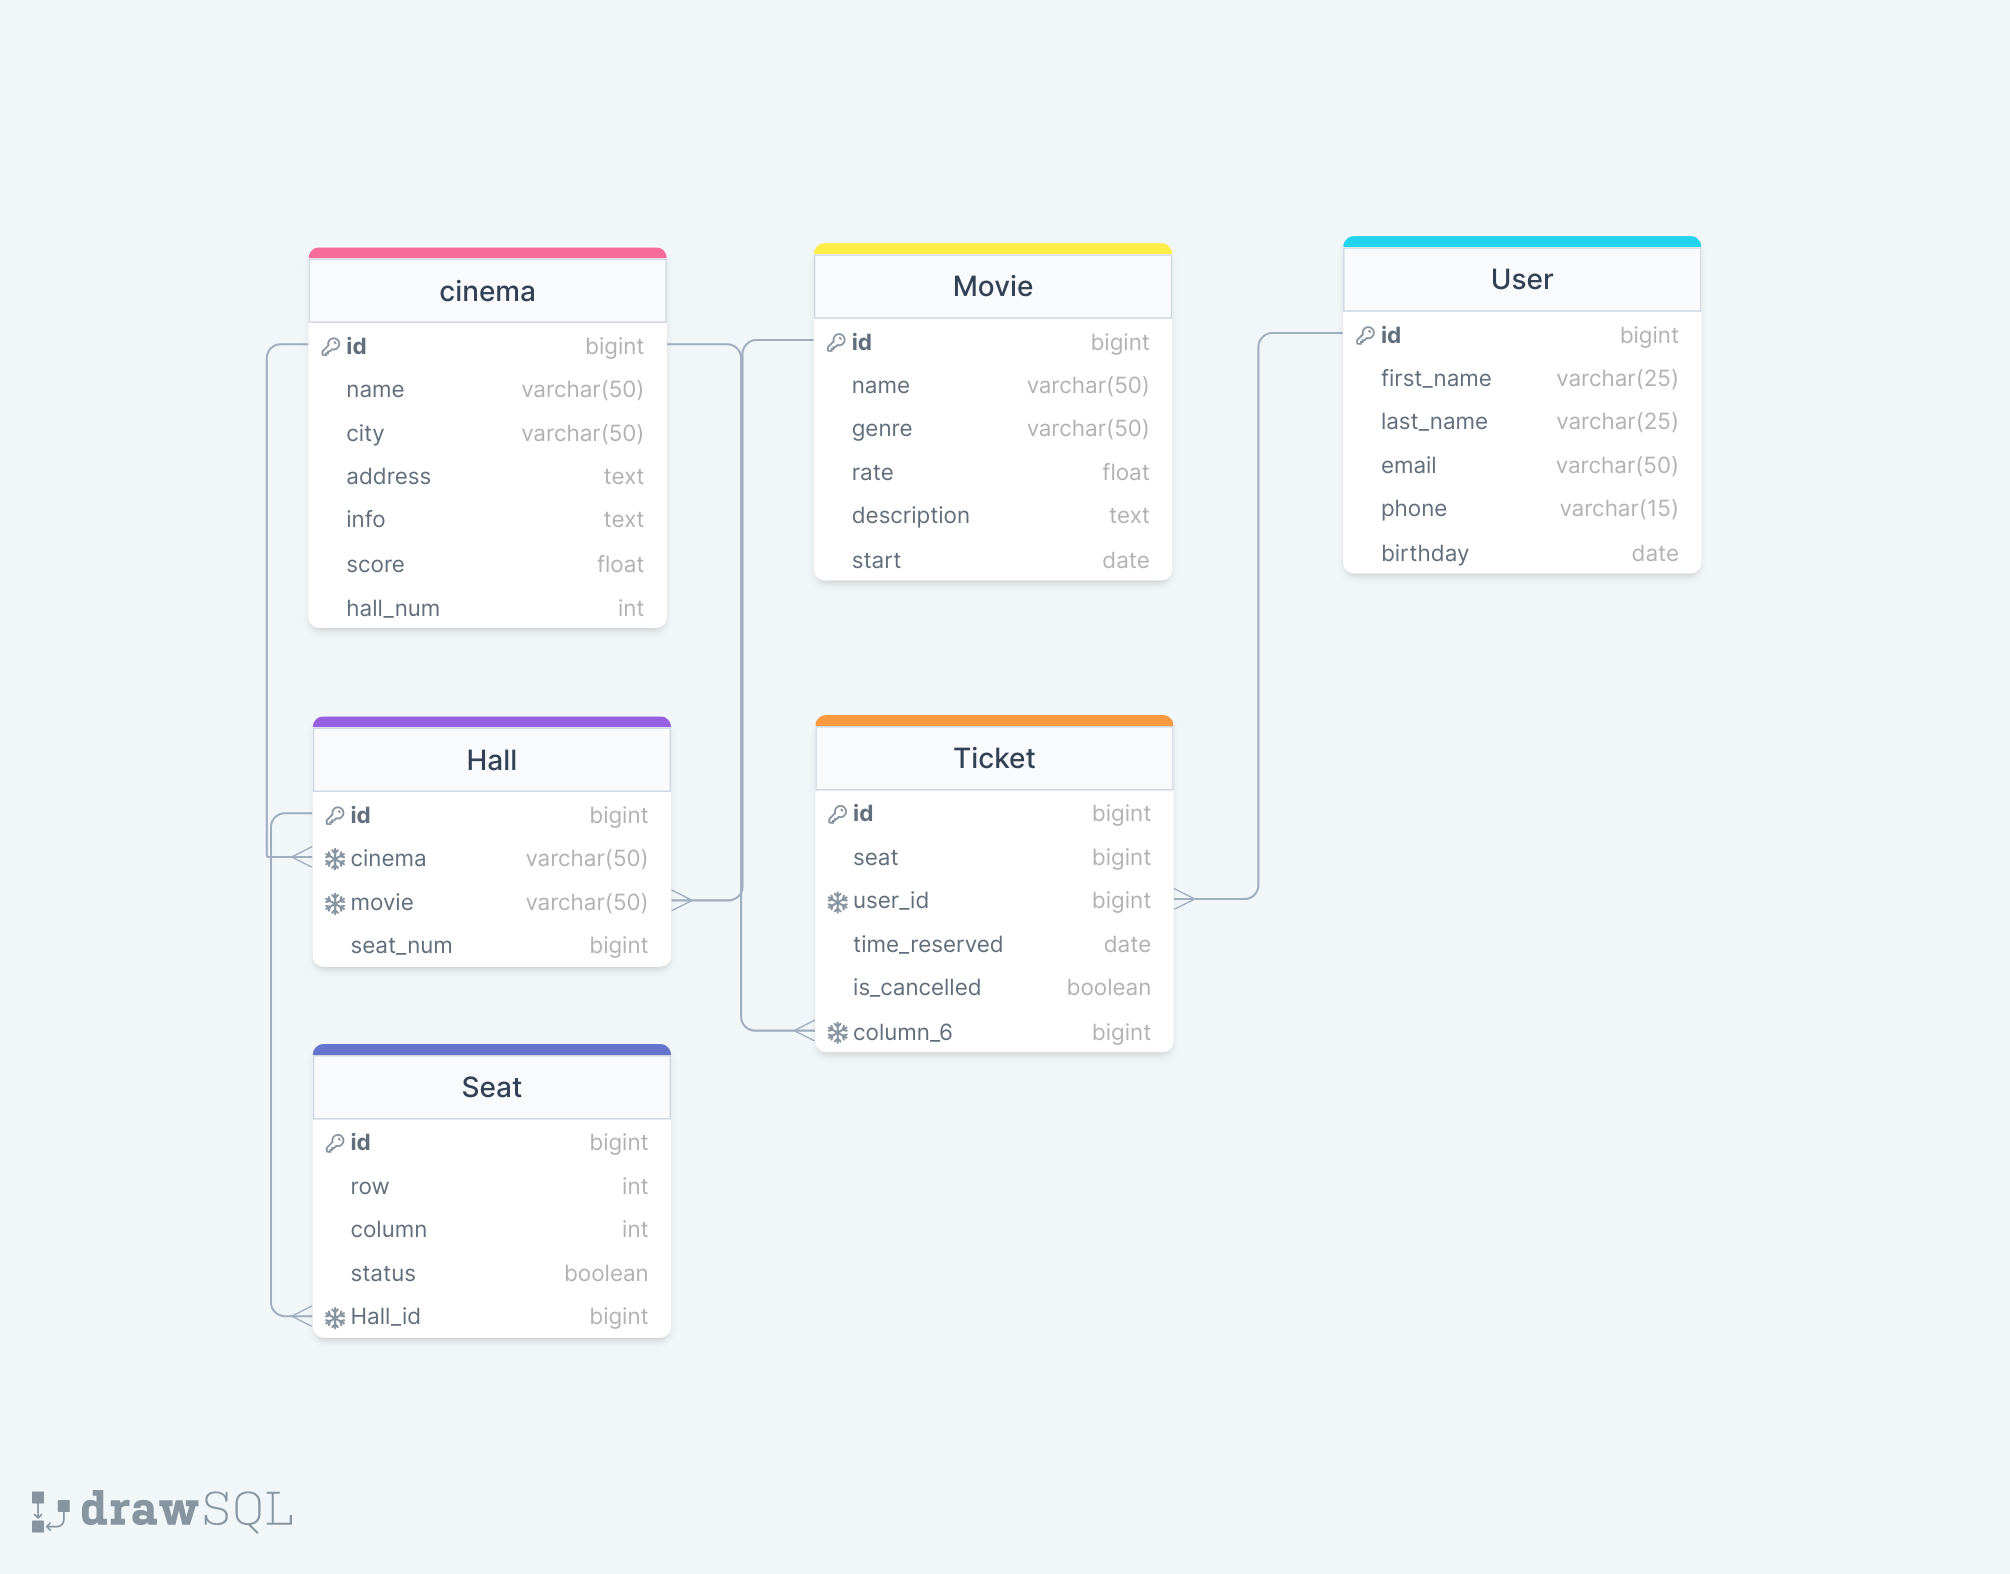 cinema
id bigint
name varchar(50)
city varchar(50)
address text
info text
score float
hall_num int
Movie
id bigint
name varchar(50)
genre varchar(50)
rate float
description text
start date
User
id bigint
first_name varchar(25)
last_name varchar(25)
email varchar(50)
phone varchar(15)
birthday date
Hall
id bigint
cinema varchar(50)
movie varchar(50)
seat_num bigint
Ticket
id bigint
seat bigint
user_id bigint
time_reserved date
is_cancelled boolean
column_6 bigint
Seat
id bigint
row int
column int
status boolean
Hall_id bigint
drawSQL